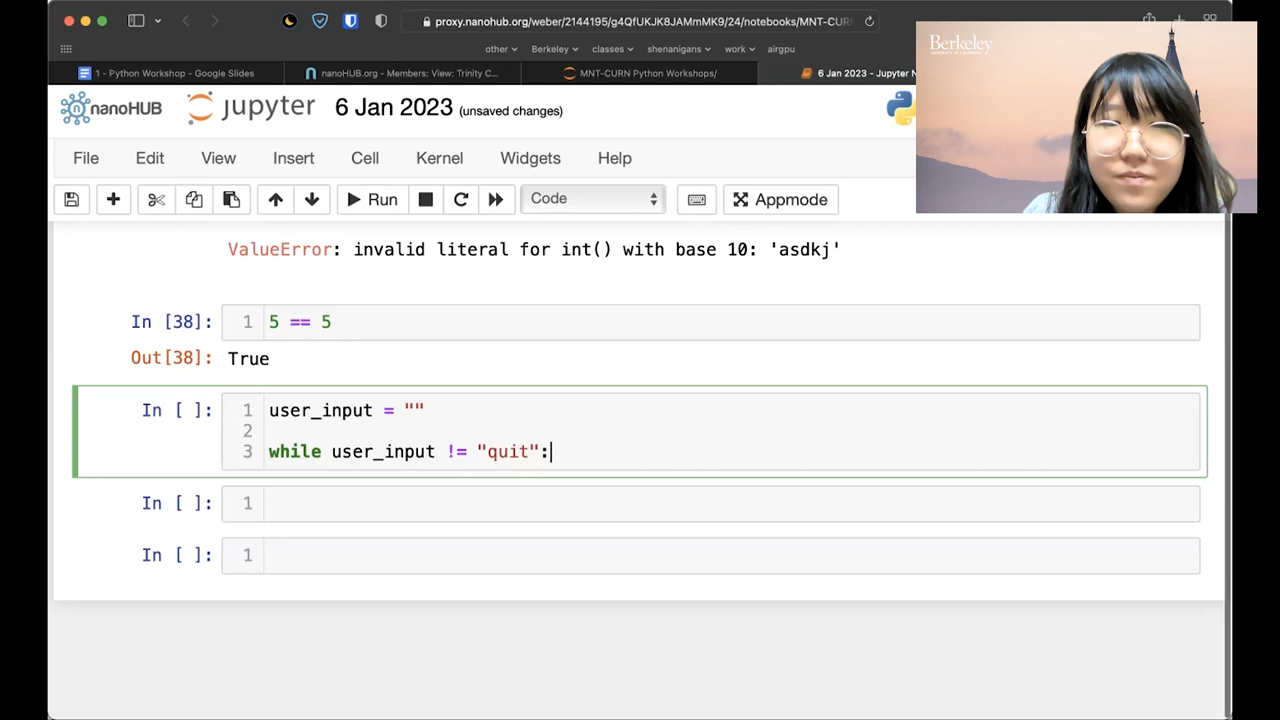 proxy.nanohub.org/weber/2144195/g4QfUKJK8JAMmMK9/24/notebooks/MNT-CURN
other Berkeley classes shenanigans work airgpu
1 - Python Workshop - Google Slides
nanoHUB.org - Members: View: Trinity C...
MNT-CURN Python Workshops/
6 Jan 2023 - Jupyter N
Berkeley
nanoHUB jupyter 6 Jan 2023 (unsaved changes)
File Edit View Insert Cell Kernel Widgets Help
Run Code Appmode
ValueError: invalid literal for int() with base 10: 'asdkj'
In [38]: 1 5 == 5
Out[38]: True
In [ ]: 1 user_input = ""
2
3 while user_input != "quit":
In [ ]: 1
In [ ]: 1